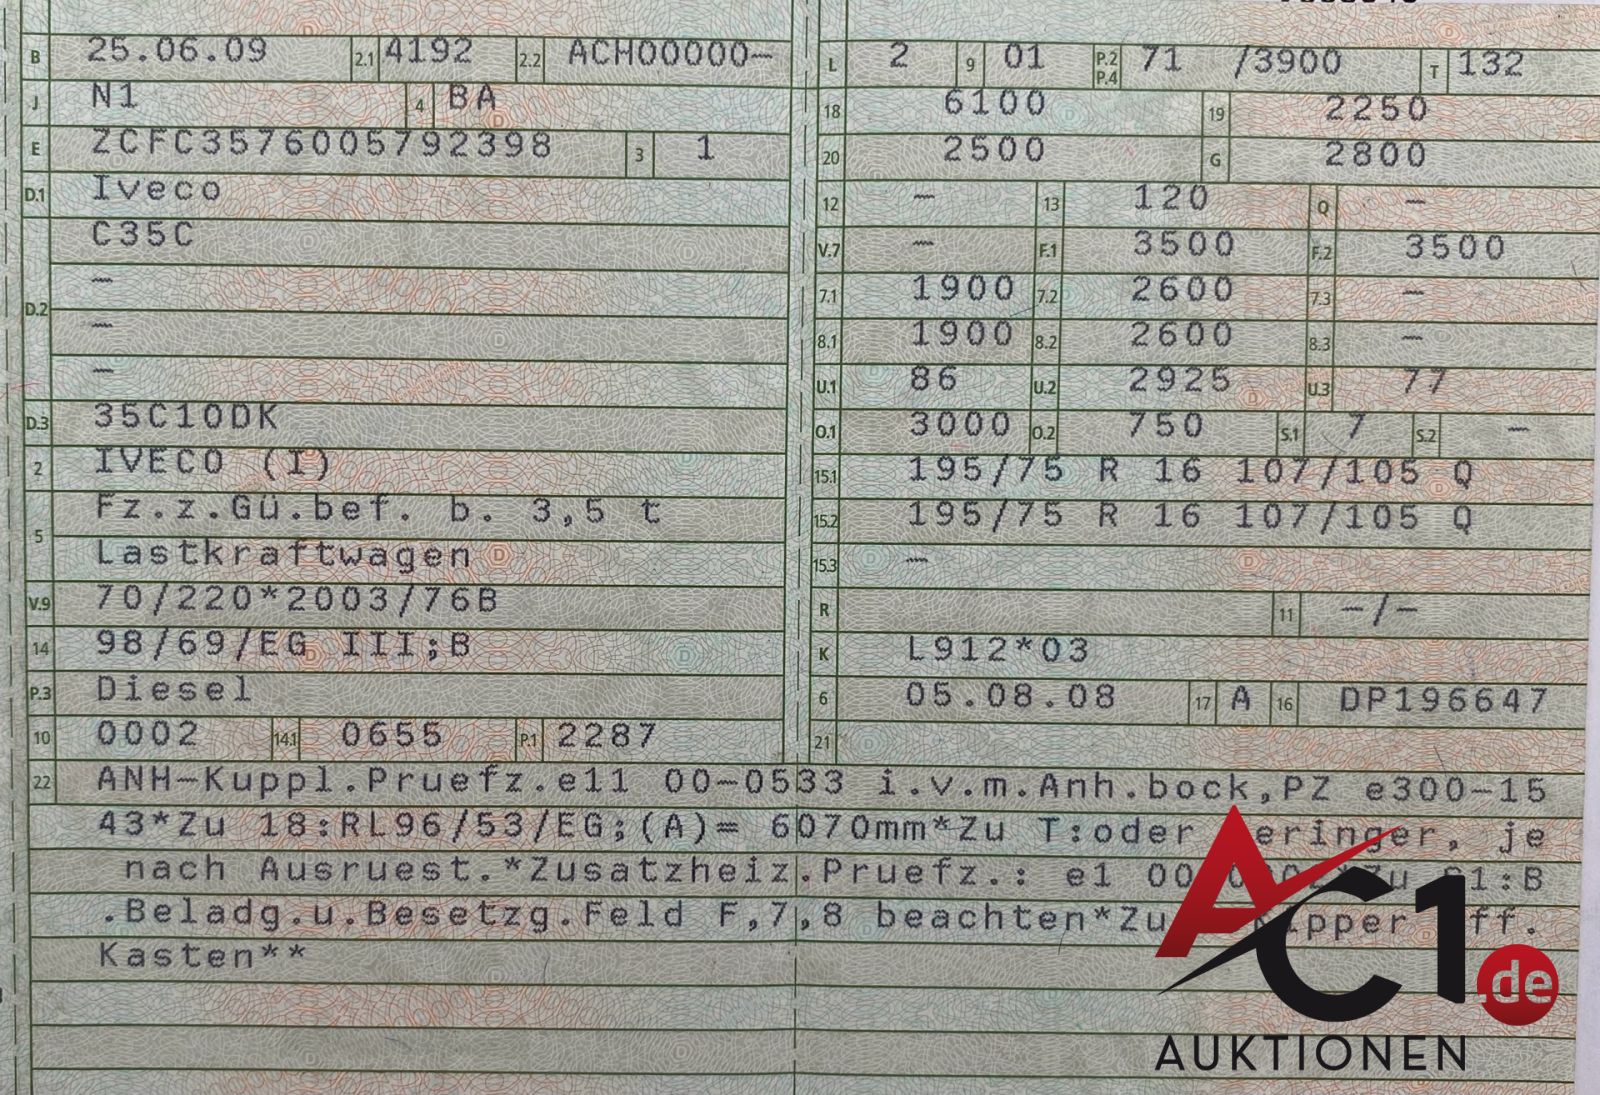 B 25.06.09 2.1 4192 2.2 ACH00000-
J N1 4 BA
E ZCFC3576005792398 3 1
D.1 Iveco
D.2 C35C
-
-
-
D.3 35C10DK
2 IVECO (I)
5 Fz.z.Gü.bef. b. 3,5 t
Lastkraftwagen
V.9 70/220*2003/76B
14 98/69/EG III;B
P.3 Diesel
10 0002 14.1 0655 P.1 2287
L 2 9 01 P.2 P.4 71 /3900 T 132
18 6100 19 2250
20 2500 G 2800
12 - 13 120 Q -
V.7 - F.1 3500 F.2 3500
7.1 1900 7.2 2600 7.3 -
8.1 1900 8.2 2600 8.3 -
U.1 86 U.2 2925 U.3 77
O.1 3000 O.2 750 S.1 7 S.2 -
15.1 195/75 R 16 107/105 Q
15.2 195/75 R 16 107/105 Q
15.3 -
R 11 -/-
K L912*03
6 05.08.08 17 A 16 DP196647
21
22 ANH-Kuppl.Pruefz.e11 00-0533 i.v.m.Anh.bock,PZ e300-15
43*Zu 18:RL96/53/EG;(A)= 6070mm*Zu T:oder eringer, je
nach Ausruest.*Zusatzheiz.Pruefz.: e1 00
.Beladg.u.Besetzg.Feld F,7,8 beachten*Zu ipper ff.
Kasten**
AC1.de
AUKTIONEN